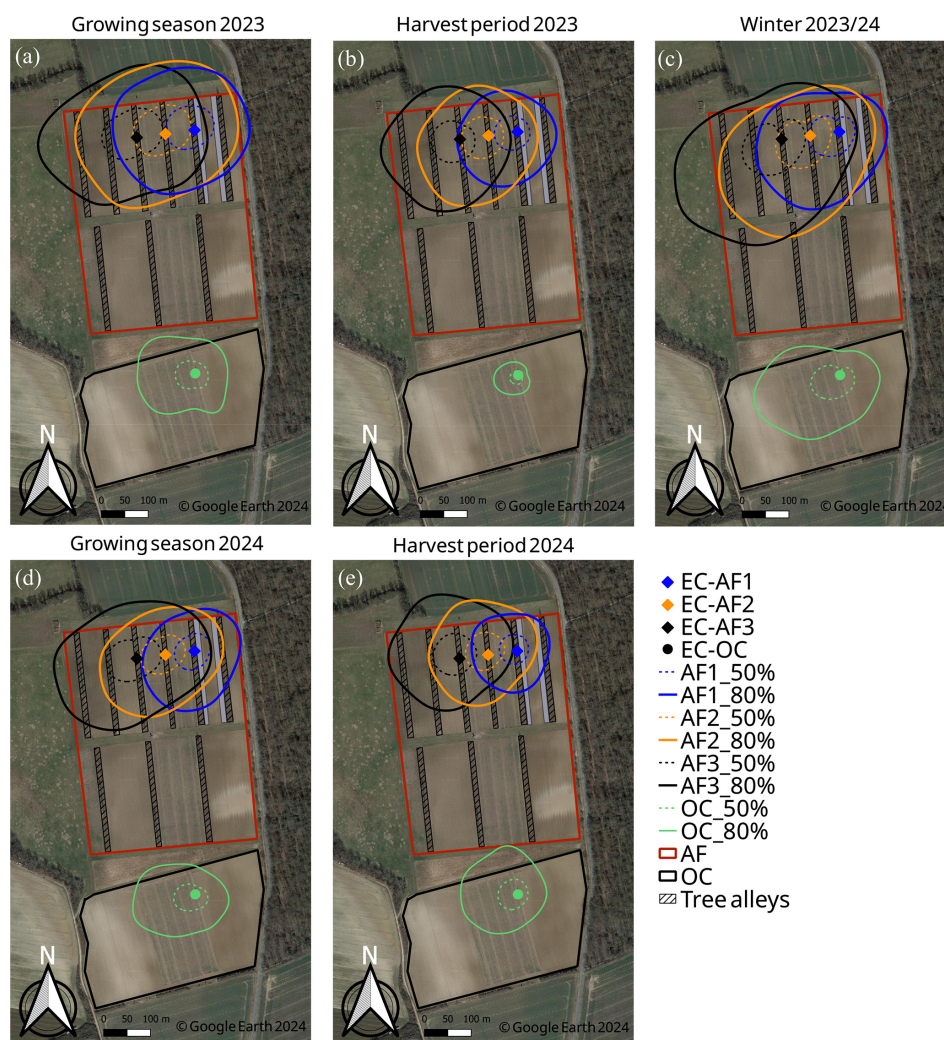 Growing season 2023
Harvest period 2023
Winter 2023/24
(a)
(b)
(c)
N
N
N
0 50 100 m
0 50 100 m
0 50 100 m
© Google Earth 2024
© Google Earth 2024
© Google Earth 2024
Growing season 2024
Harvest period 2024
(d)
(e)
N
N
0 50 100 m
0 50 100 m
© Google Earth 2024
© Google Earth 2024
EC-AF1
EC-AF2
EC-AF3
EC-OC
AF1_50%
AF1_80%
AF2_50%
AF2_80%
AF3_50%
AF3_80%
OC_50%
OC_80%
AF
OC
Tree alleys